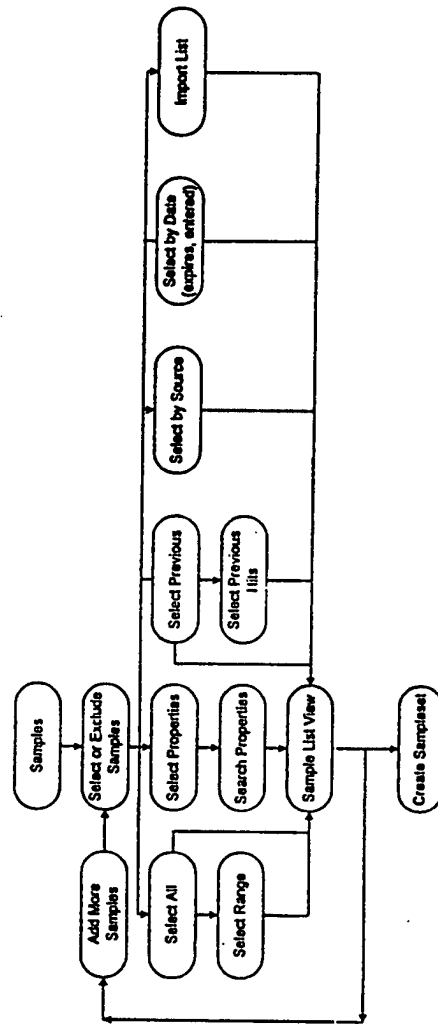 Samples
Add More
Samples
Select or Exclude
Samples
Select All
Select Properties
Select Previous
Select by Source
Select by Date
(expires, entered)
Import List
Select Range
Search Properties
Select Previous
Hits
Sample List View
Create Sampleset